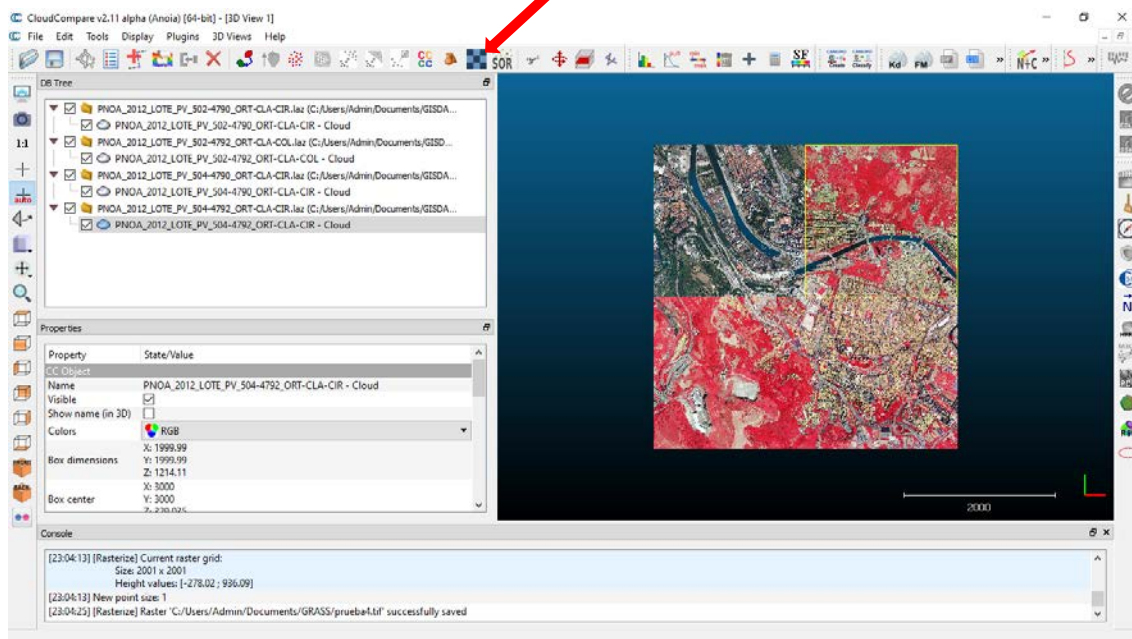 CloudCompare v2.11 alpha (Anoia) [64-bit] - [3D View 1]
File Edit Tools Display Plugins 3D Views Help
SOR SF Kd FM N+C
DB Tree
PNOA_2012_LOTE_PV_502-4790_ORT-CLA-CIR.laz (C:/Users/Admin/Documents/GISDA...
PNOA_2012_LOTE_PV_502-4790_ORT-CLA-CIR - Cloud
PNOA_2012_LOTE_PV_502-4792_ORT-CLA-COL.laz (C:/Users/Admin/Documents/GISD...
PNOA_2012_LOTE_PV_502-4792_ORT-CLA-COL - Cloud
PNOA_2012_LOTE_PV_504-4790_ORT-CLA-CIR.laz (C:/Users/Admin/Documents/GISDA...
PNOA_2012_LOTE_PV_504-4790_ORT-CLA-CIR - Cloud
PNOA_2012_LOTE_PV_504-4792_ORT-CLA-CIR.laz (C:/Users/Admin/Documents/GISDA...
PNOA_2012_LOTE_PV_504-4792_ORT-CLA-CIR - Cloud
1:1
auto
Properties
Property State/Value
CC Object
Name PNOA_2012_LOTE_PV_504-4792_ORT-CLA-CIR - Cloud
Visible
Show name (in 3D)
Colors RGB
Box dimensions X: 1999.99
Y: 1999.99
Z: 1214.11
Box center X: 3000
Y: 3000
Z: 329.035
2000
Console
[23:04:13] [Rasterize] Current raster grid:
Size: 2001 x 2001
Height values: [-278.02 ; 936.09]
[23:04:13] New point size: 1
[23:04:25] [Rasterize] Raster 'C:/Users/Admin/Documents/GRASS/prueba4.tif' successfully saved